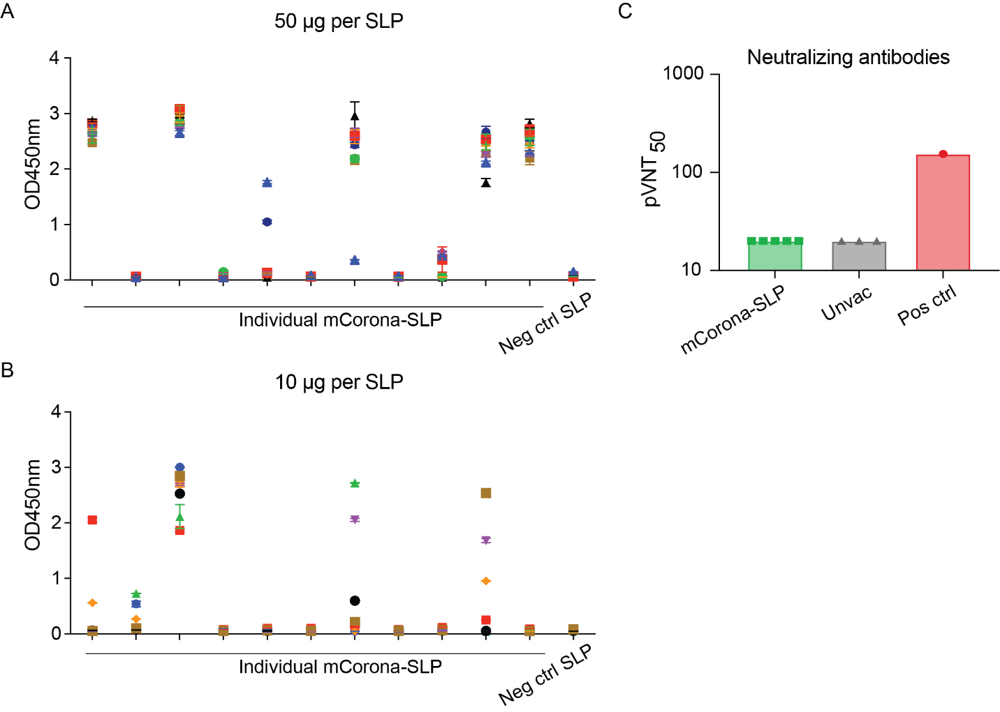 A
50 µg per SLP
OD450nm
4
3
2
1
0
Individual mCorona-SLP
Neg ctrl SLP
B
10 µg per SLP
OD450nm
4
3
2
1
0
Individual mCorona-SLP
Neg ctrl SLP
C
Neutralizing antibodies
pVNT50
1000
100
10
mCorona-SLP
Unvac
Pos ctrl